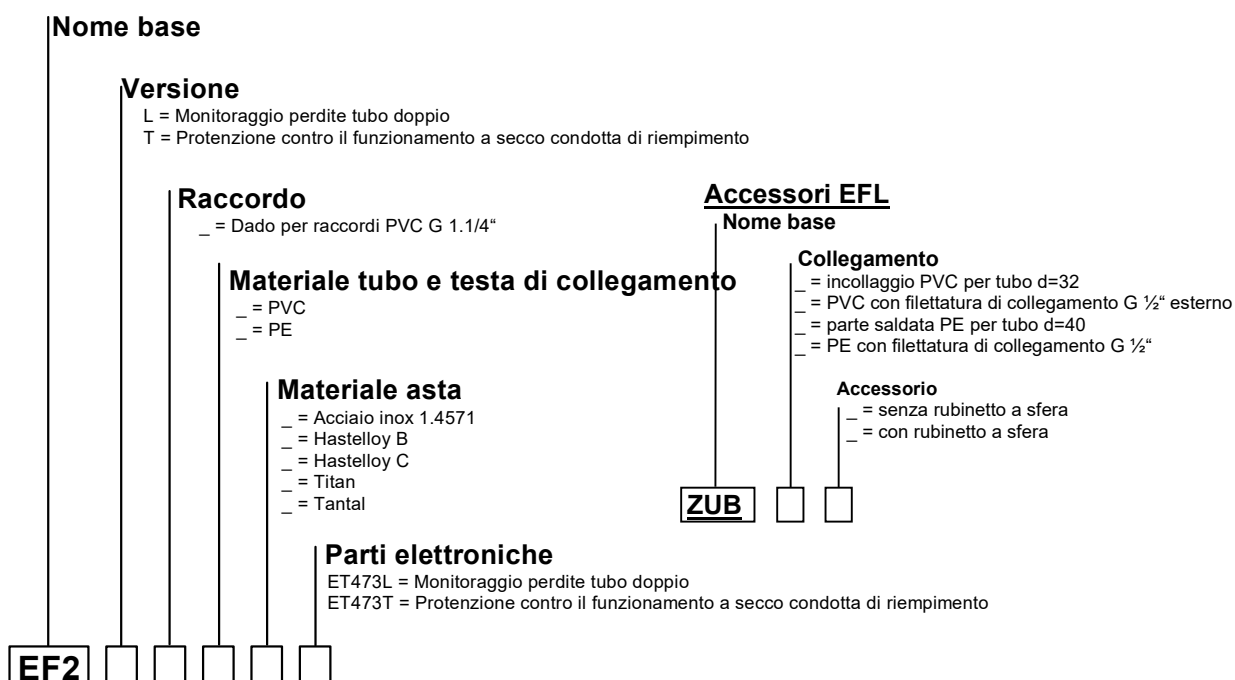 Nome base
Versione
L = Monitoraggio perdite tubo doppio
T = Protenzione contro il funzionamento a secco condotta di riempimento
Raccordo
_ = Dado per raccordi PVC G 1.1/4“
Materiale tubo e testa di collegamento
_ = PVC
_ = PE
Materiale asta
_ = Acciaio inox 1.4571
_ = Hastelloy B
_ = Hastelloy C
_ = Titan
_ = Tantal
Parti elettroniche
ET473L = Monitoraggio perdite tubo doppio
ET473T = Protenzione contro il funzionamento a secco condotta di riempimento
EF2
Accessori EFL
Nome base
Collegamento
_ = incollaggio PVC per tubo d=32
_ = PVC con filettatura di collegamento G ½“ esterno
_ = parte saldata PE per tubo d=40
_ = PE con filettatura di collegamento G ½“
Accessorio
_ = senza rubinetto a sfera
_ = con rubinetto a sfera
ZUB